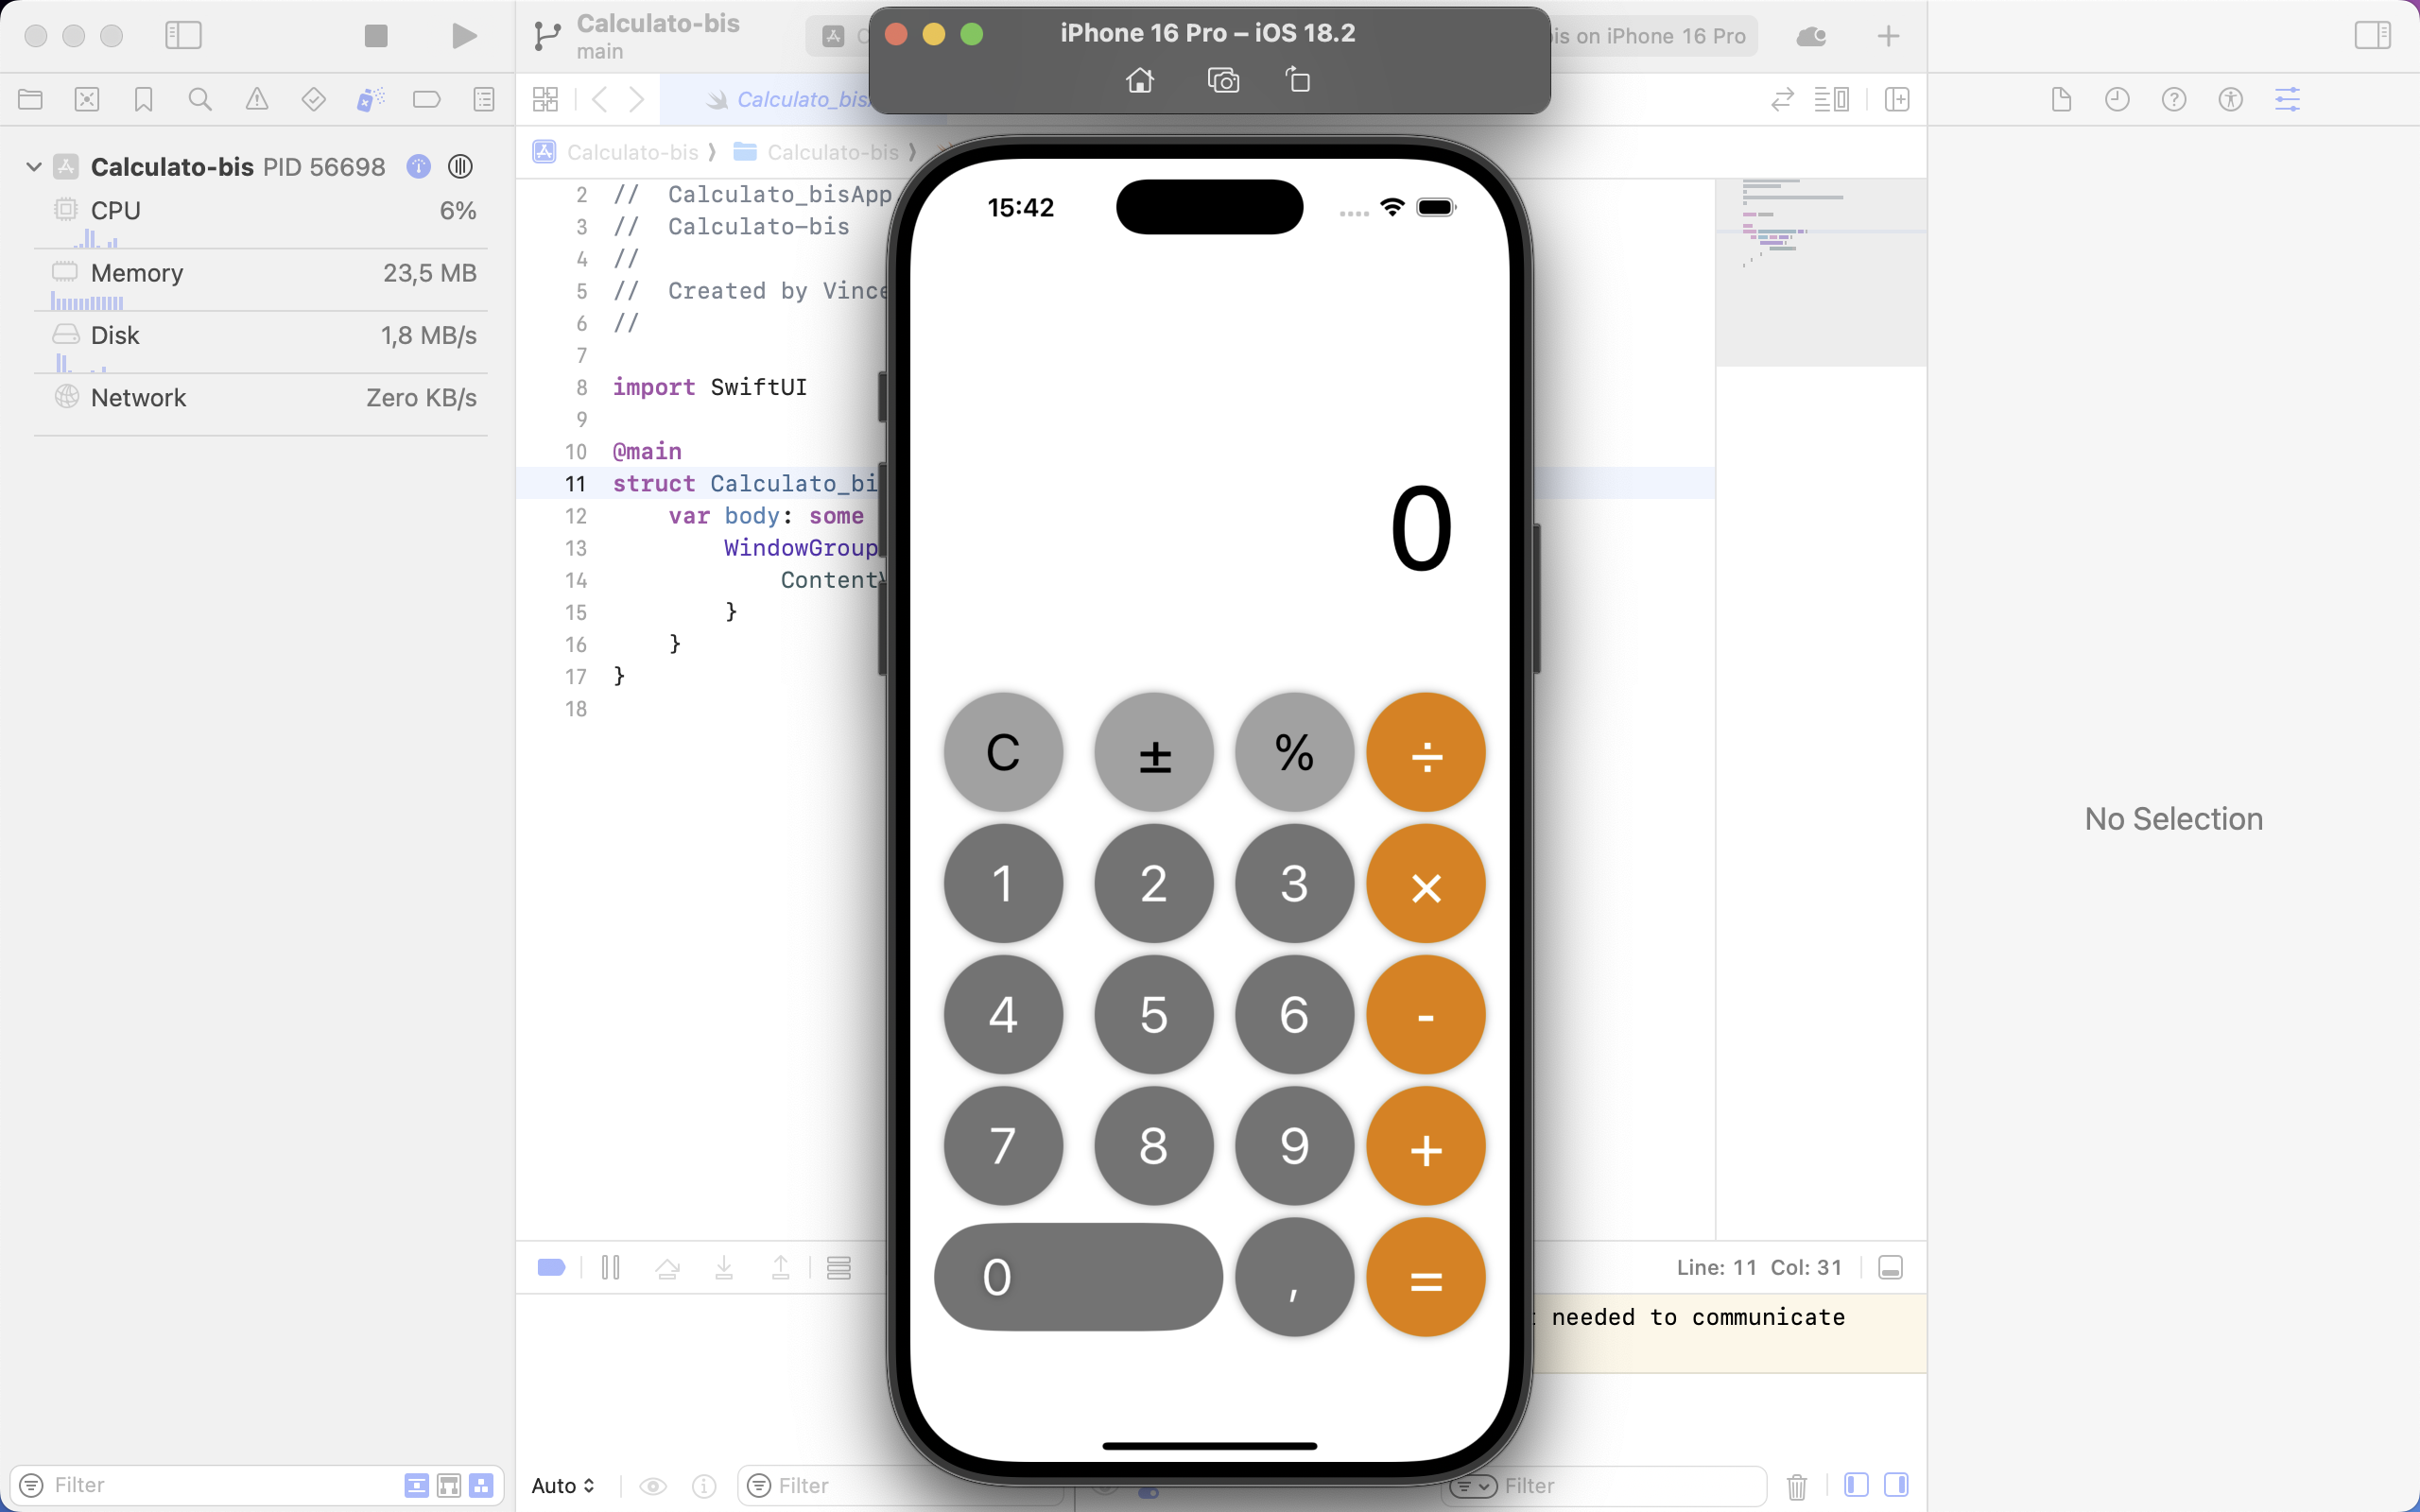 Calculato-bis
main
iPhone 16 Pro – iOS 18.2
is on iPhone 16 Pro
Calculato_bis
Calculato-bis
Calculato-bis
Calculato-bis PID 56698
CPU 6%
Memory 23,5 MB
Disk 1,8 MB/s
Network Zero KB/s
2 // Calculato_bisApp
3 // Calculato-bis
4 //
5 // Created by Vince
6 //
7
8 import SwiftUI
9
10 @main
11 struct Calculato_bi
12 var body: some
13 WindowGroup
14 Content
15 }
16 }
17 }
18
15:42
0
C ± % ÷
1 2 3 ×
4 5 6 -
7 8 9 +
0 , =
No Selection
Line: 11 Col: 31
needed to communicate
Filter
Auto
Filter
Filter